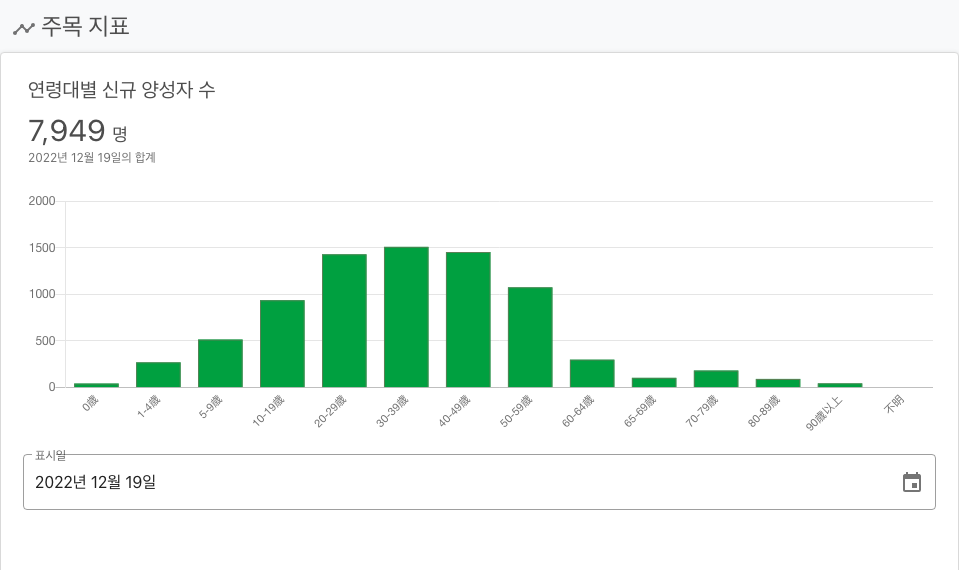 주목 지표
연령대별 신규 양성자 수
7,949 명
2022년 12월 19일의 합계
2000
1500
1000
500
0
0歳
1-4歳
5-9歳
10-19歳
20-29歳
30-39歳
40-49歳
50-59歳
60-64歳
65-69歳
70-79歳
80-89歳
90歳以上
不明
표시일
2022년 12월 19일